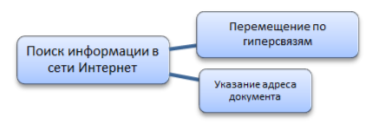 Поиск информации в
сети Интернет
Перемещение по
гиперсвязям
Указание адреса
документа